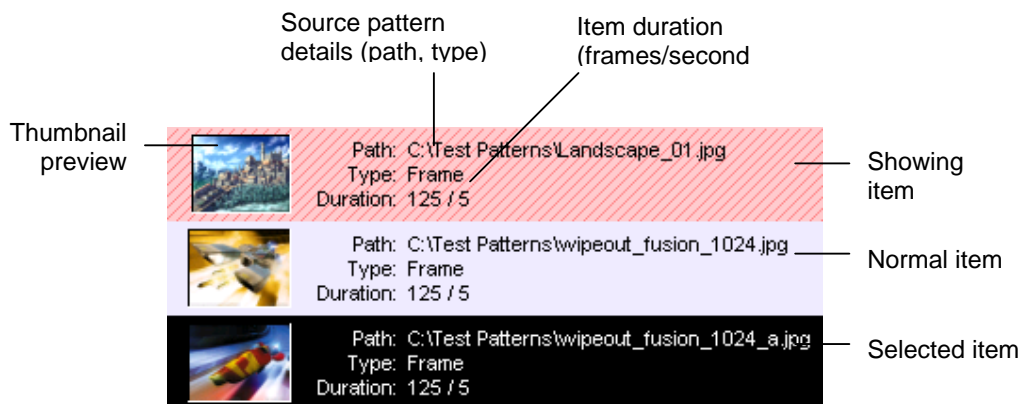 Source pattern
details (path, type)
Item duration
(frames/second
Thumbnail
preview
Path: C:\Test Patterns\Landscape_01.jpg
Type: Frame
Duration: 125 / 5
Showing
item
Path: C:\Test Patterns\wipeout_fusion_1024.jpg
Type: Frame
Duration: 125 / 5
Normal item
Path: C:\Test Patterns\wipeout_fusion_1024_a.jpg
Type: Frame
Duration: 125 / 5
Selected item